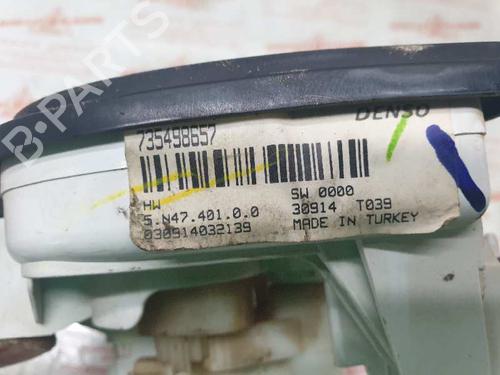 B-PARTS
DENSO
735498657
HW
SW 0000
5.N47.401.0.0
30914 T039
030914032139
MADE IN TURKEY